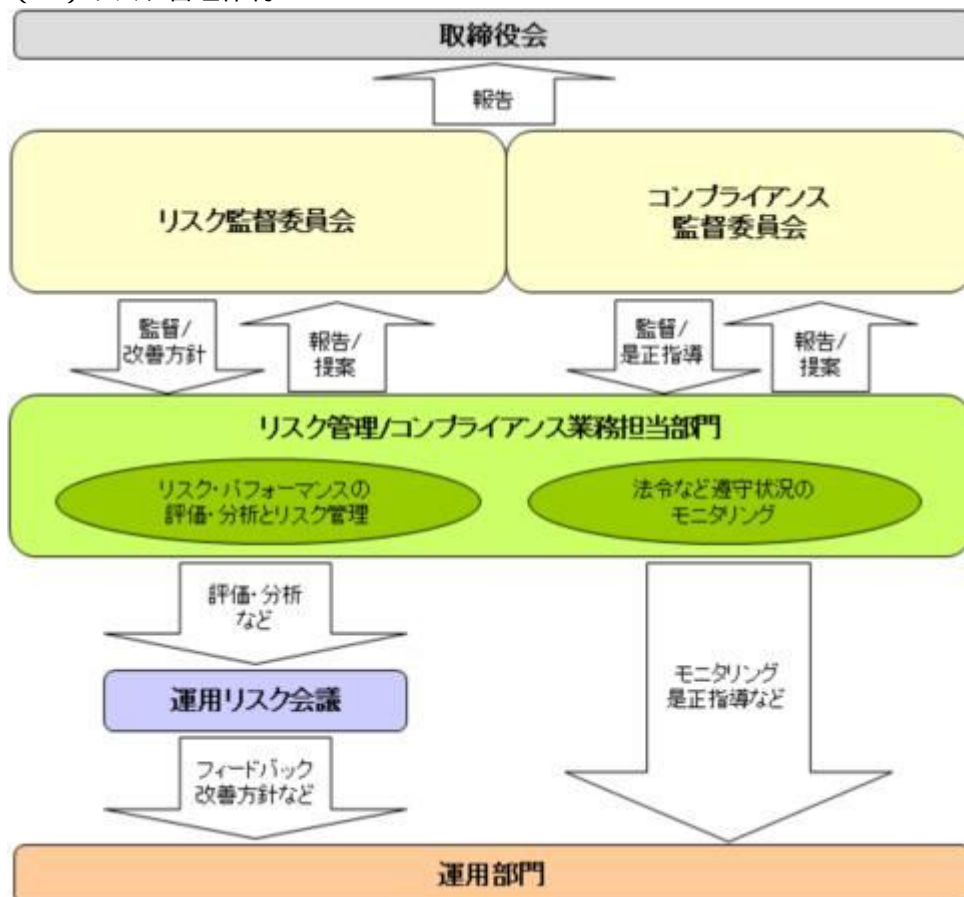 取締役会
報告
リスク監督委員会
コンプライアンス
監督委員会
監督/
改善方針
報告/
提案
監督/
是正指導
報告/
提案
リスク管理/コンプライアンス業務担当部門
リスク・パフォーマンスの
評価・分析とリスク管理
法令など遵守状況の
モニタリング
評価・分析
など
運用リスク会議
モニタリング
是正指導など
フィードバック
改善方針など
運用部門